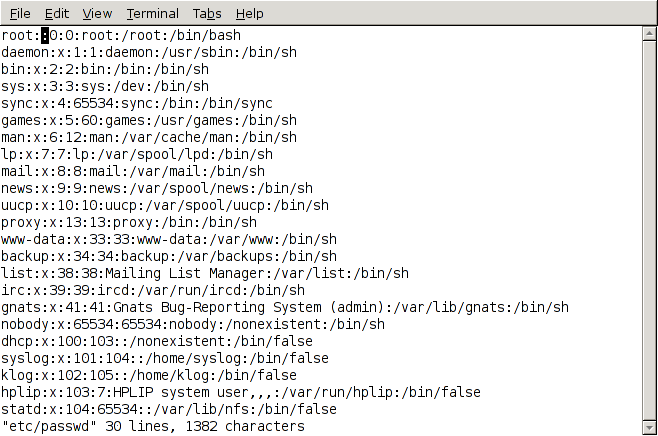 File Edit View Terminal Tabs Help
root::0:0:root:/root:/bin/bash
daemon:x:1:1:daemon:/usr/sbin:/bin/sh
bin:x:2:2:bin:/bin:/bin/sh
sys:x:3:3:sys:/dev:/bin/sh
sync:x:4:65534:sync:/bin:/bin/sync
games:x:5:60:games:/usr/games:/bin/sh
man:x:6:12:man:/var/cache/man:/bin/sh
lp:x:7:7:lp:/var/spool/lpd:/bin/sh
mail:x:8:8:mail:/var/mail:/bin/sh
news:x:9:9:news:/var/spool/news:/bin/sh
uucp:x:10:10:uucp:/var/spool/uucp:/bin/sh
proxy:x:13:13:proxy:/bin:/bin/sh
www-data:x:33:33:www-data:/var/www:/bin/sh
backup:x:34:34:backup:/var/backups:/bin/sh
list:x:38:38:Mailing List Manager:/var/list:/bin/sh
irc:x:39:39:ircd:/var/run/ircd:/bin/sh
gnats:x:41:41:Gnats Bug-Reporting System (admin):/var/lib/gnats:/bin/sh
nobody:x:65534:65534:nobody:/nonexistent:/bin/sh
dhcp:x:100:103::/nonexistent:/bin/false
syslog:x:101:104::/home/syslog:/bin/false
klog:x:102:105::/home/klog:/bin/false
hplip:x:103:7:HPLIP system user,,,:/var/run/hplip:/bin/false
statd:x:104:65534::/var/lib/nfs:/bin/false
"etc/passwd" 30 lines, 1382 characters